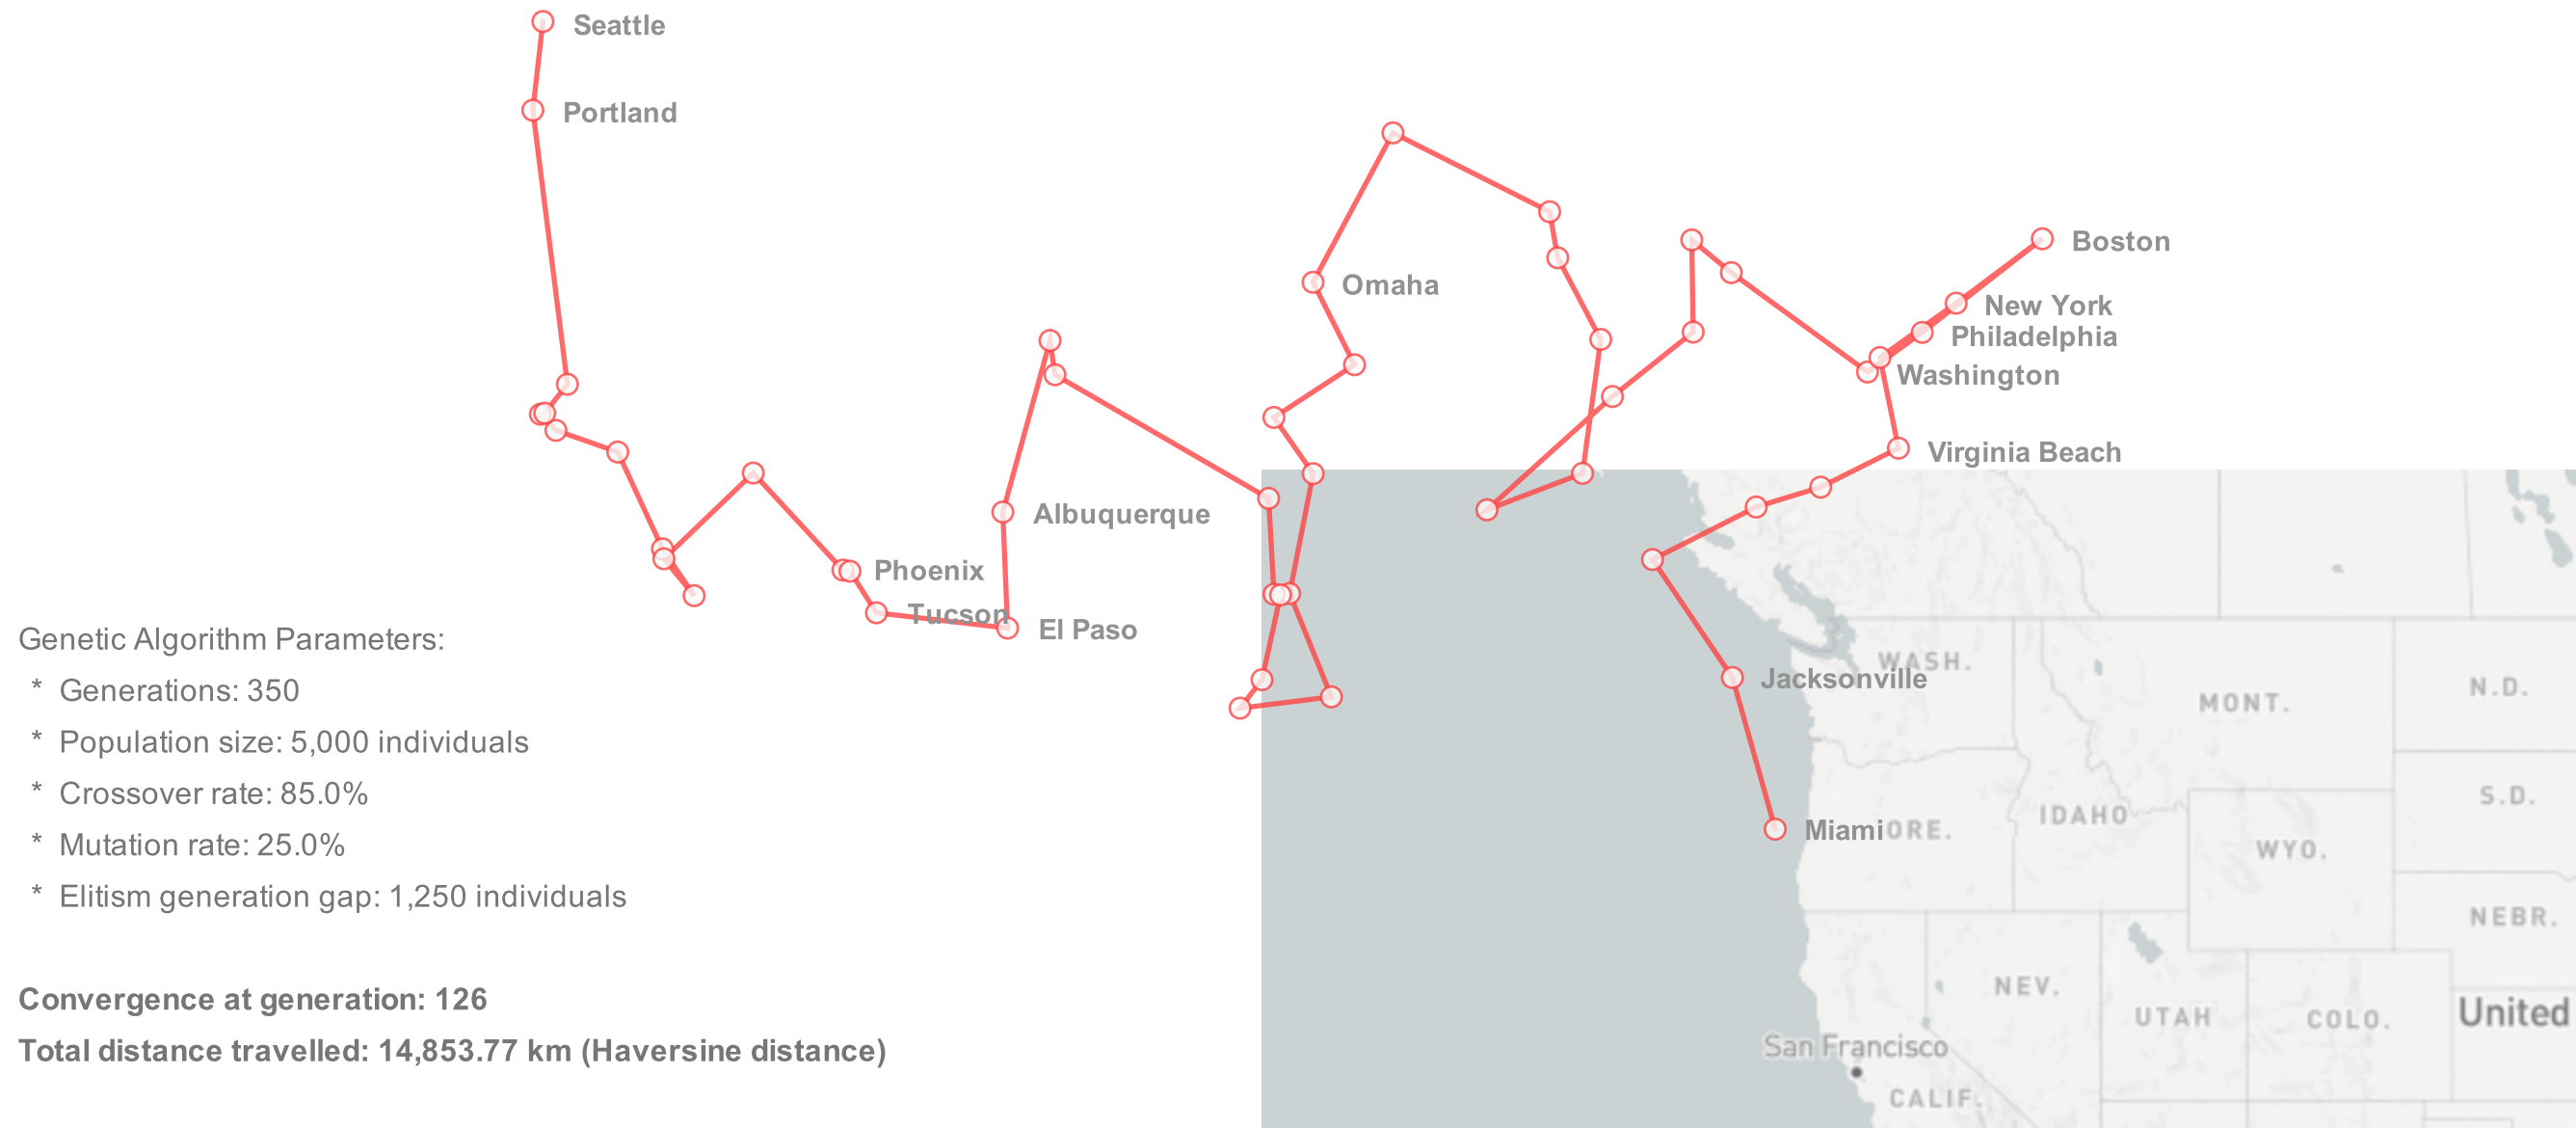 Seattle
Portland
Boston
Omaha
New York
Philadelphia
Washington
Virginia Beach
Albuquerque
Phoenix
Tucson
El Paso
Genetic Algorithm Parameters:
* Generations: 350
* Population size: 5,000 individuals
* Crossover rate: 85.0%
* Mutation rate: 25.0%
* Elitism generation gap: 1,250 individuals
Convergence at generation: 126
Total distance travelled: 14,853.77 km (Haversine distance)
WASH.
Jacksonville
MONT.
N.D.
Miami
ORE.
IDAHO
S.D.
WYO.
NEBR.
NEV.
UTAH
COLO.
United
San Francisco
CALIF.